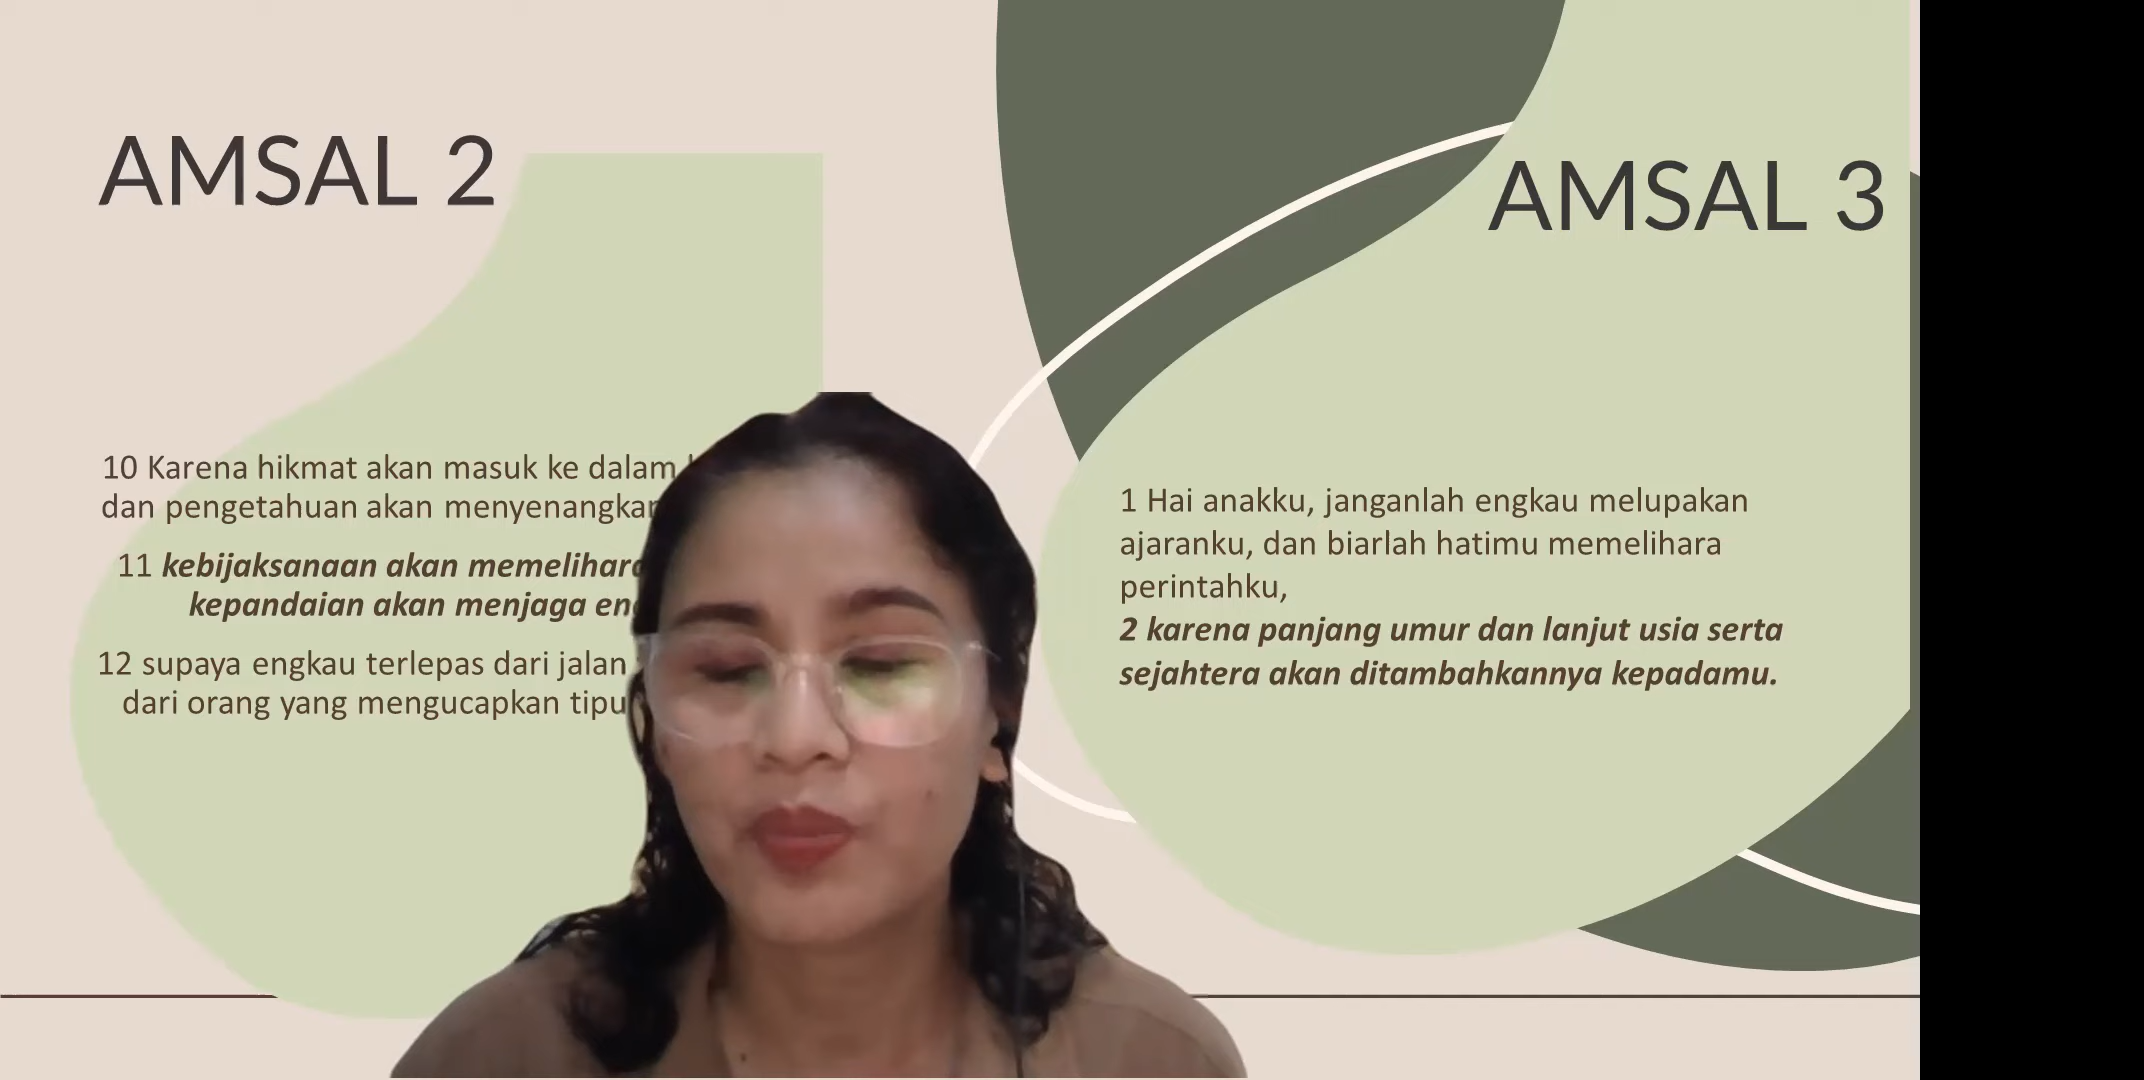 AMSAL 2
10 Karena hikmat akan masuk ke dalam
dan pengetahuan akan
11 kebijaksanaan akan
kepandaian akan menjaga
12 supaya engkau terlepas dari jalan
dari orang yang mengucapkan tipu
AMSAL 3
1 Hai anakku, janganlah engkau melupakan
ajaranku, dan biarlah hatimu memelihara
perintahku,
2 karena panjang umur dan lanjut usia serta
sejahtera akan ditambahkannya kepadamu.